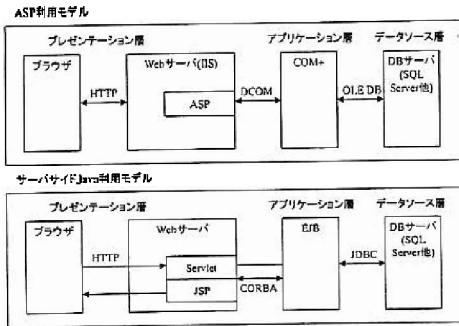 ASP利用モデル
プレゼンテーション層
アプリケーション層
データソース層
ブラウザ
HTTP
Webサーバ(IIS)
ASP
DCOM
COM+
OLE DB
DBサーバ
(SQL
Server他)
サーバサイドJava利用モデル
プレゼンテーション層
アプリケーション層
データソース層
ブラウザ
HTTP
Webサーバ
Servlet
JSP
CORBA
EJB
JDBC
DBサーバ
(SQL
Server他)